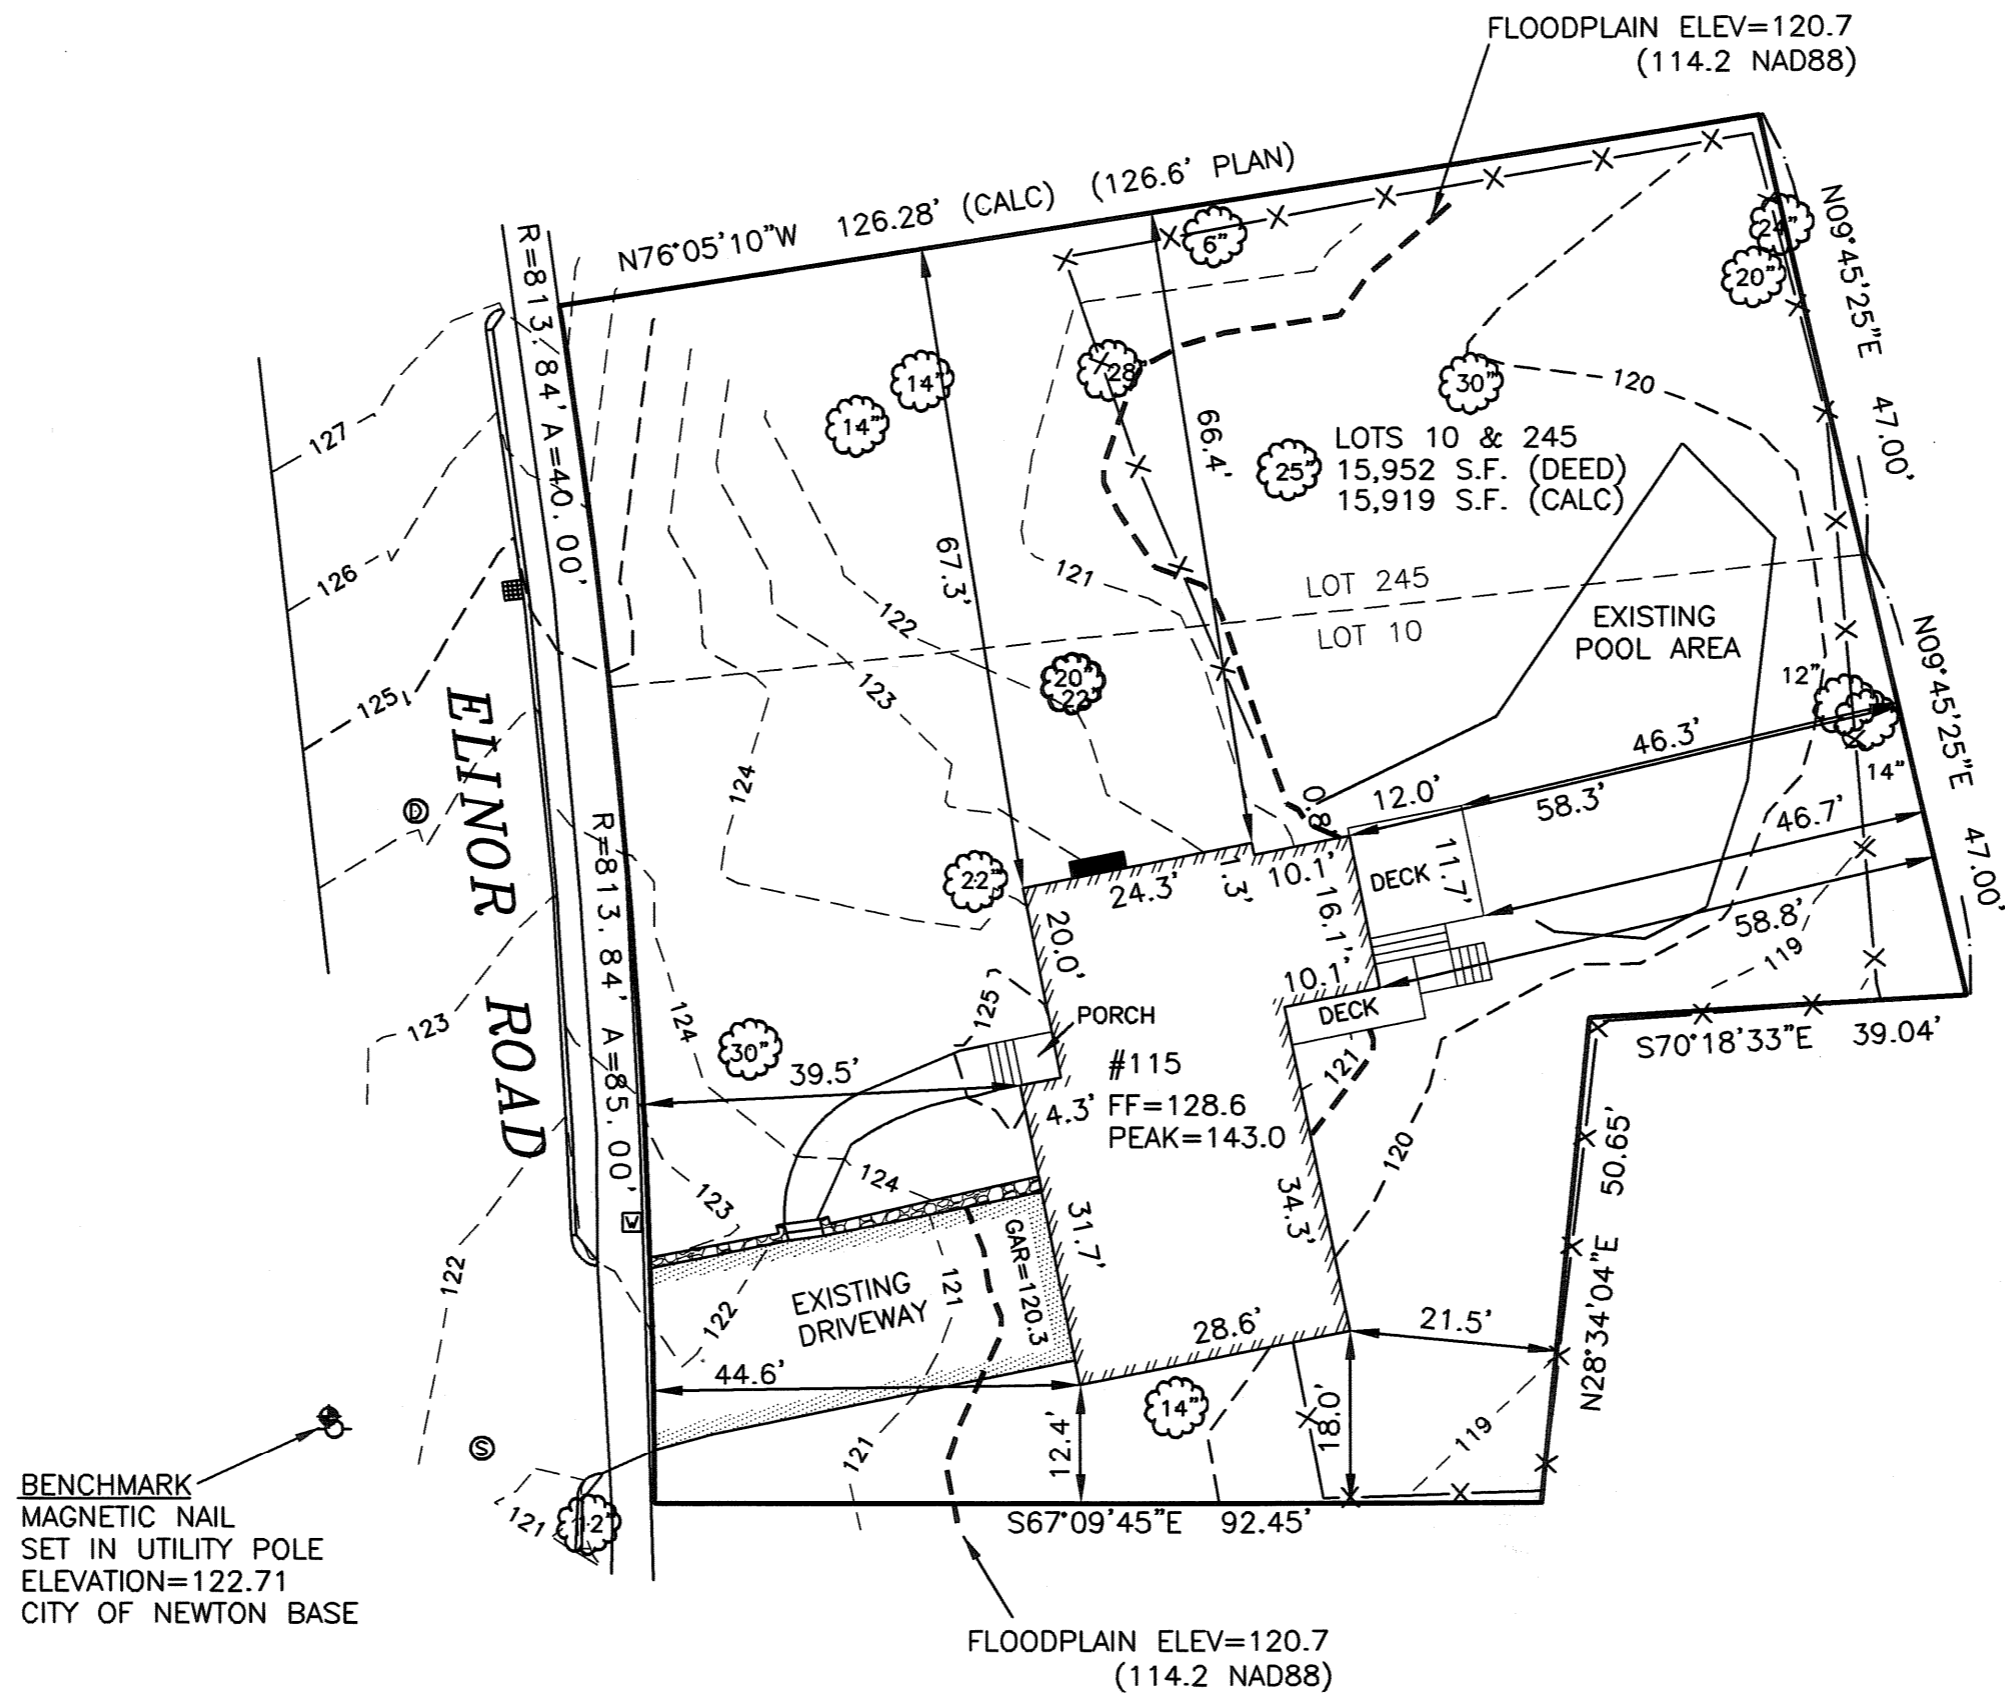 FLOODPLAIN ELEV=120.7
(114.2 NAD88)
N76°05'10"W 126.28' (CALC) (126.6' PLAN)
R=813.84' A=40.00'
6"
24"
20"
N09°45'25"E 47.00'
127
14"
14"
28"
66.4'
30"
120
25"
LOTS 10 & 245
15,952 S.F. (DEED)
15,919 S.F. (CALC)
126
67.3'
121
122
LOT 245
LOT 10
EXISTING
POOL AREA
N09°45'25"E 47.00'
125
123
20"
22"
12"
14"
124
46.3'
12.0'
58.3'
0.8'
46.7'
ELINOR ROAD
R=813.84' A=85.00'
22"
24.3'
1.3'
10.1'
16.1'
DECK
11.7'
58.8'
119
20.0'
10.1'
DECK
123
124
125
PORCH
30"
39.5'
#115
FF=128.6
PEAK=143.0
4.3'
121
120
S70°18'33"E 39.04'
50.65'
N28°34'04"E
123
124
34.3'
31.7'
GAR=120.3
W
D
122
EXISTING
DRIVEWAY
122
121
28.6'
21.5'
44.6'
14"
12.4'
18.0'
119
121
S
BENCHMARK
MAGNETIC NAIL
SET IN UTILITY POLE
ELEVATION=122.71
CITY OF NEWTON BASE
121
12"
S67°09'45"E 92.45'
FLOODPLAIN ELEV=120.7
(114.2 NAD88)